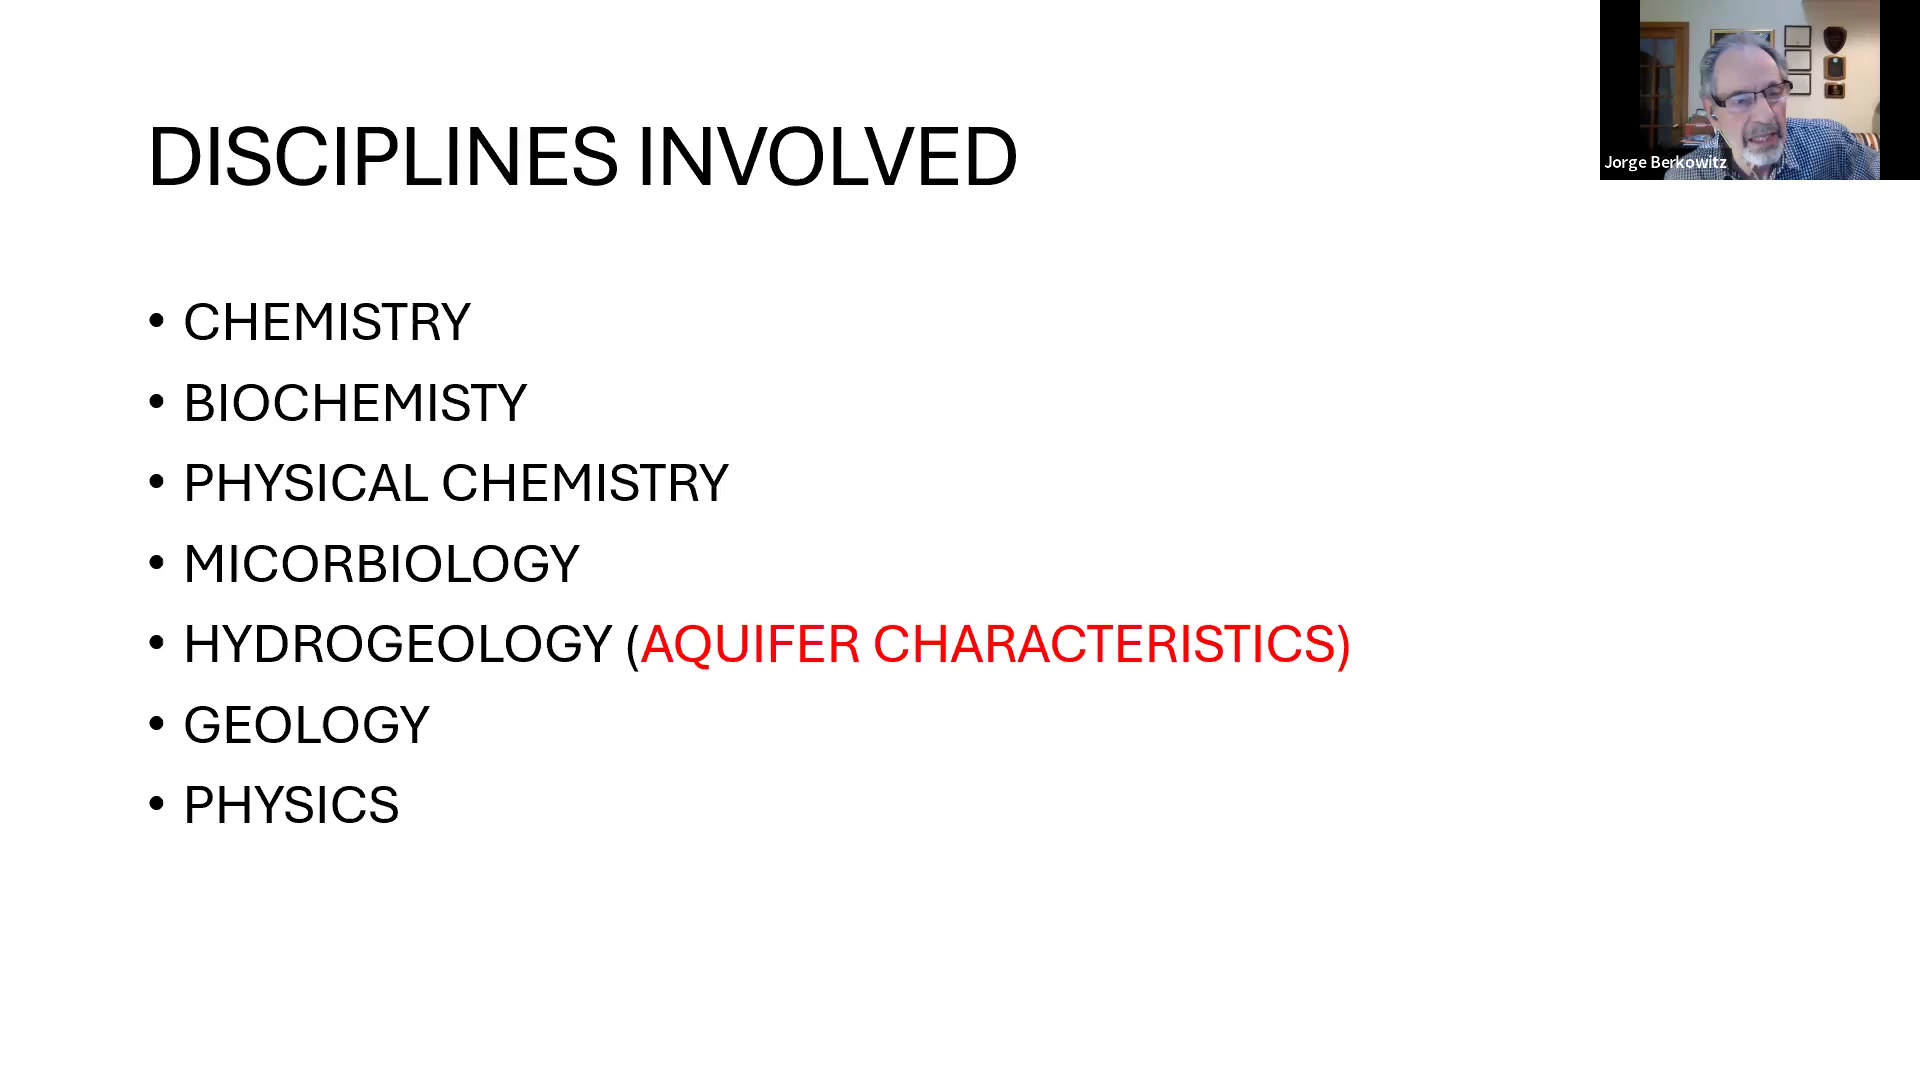 DISCIPLINES INVOLVED
Jorge Berkowitz
• CHEMISTRY
• BIOCHEMISTY
• PHYSICAL CHEMISTRY
• MICORBIOLOGY
• HYDROGEOLOGY (AQUIFER CHARACTERISTICS)
• GEOLOGY
• PHYSICS